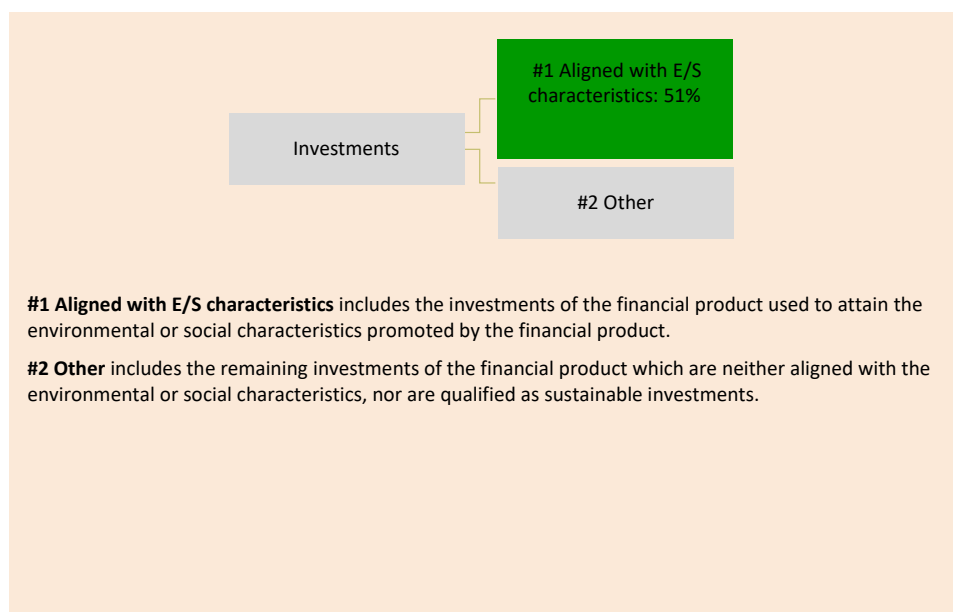 #1 Aligned with E/S
characteristics: 51%
Investments
#2 Other
#1 Aligned with E/S characteristics includes the investments of the financial product used to attain the
environmental or social characteristics promoted by the financial product.
#2 Other includes the remaining investments of the financial product which are neither aligned with the
environmental or social characteristics, nor are qualified as sustainable investments.